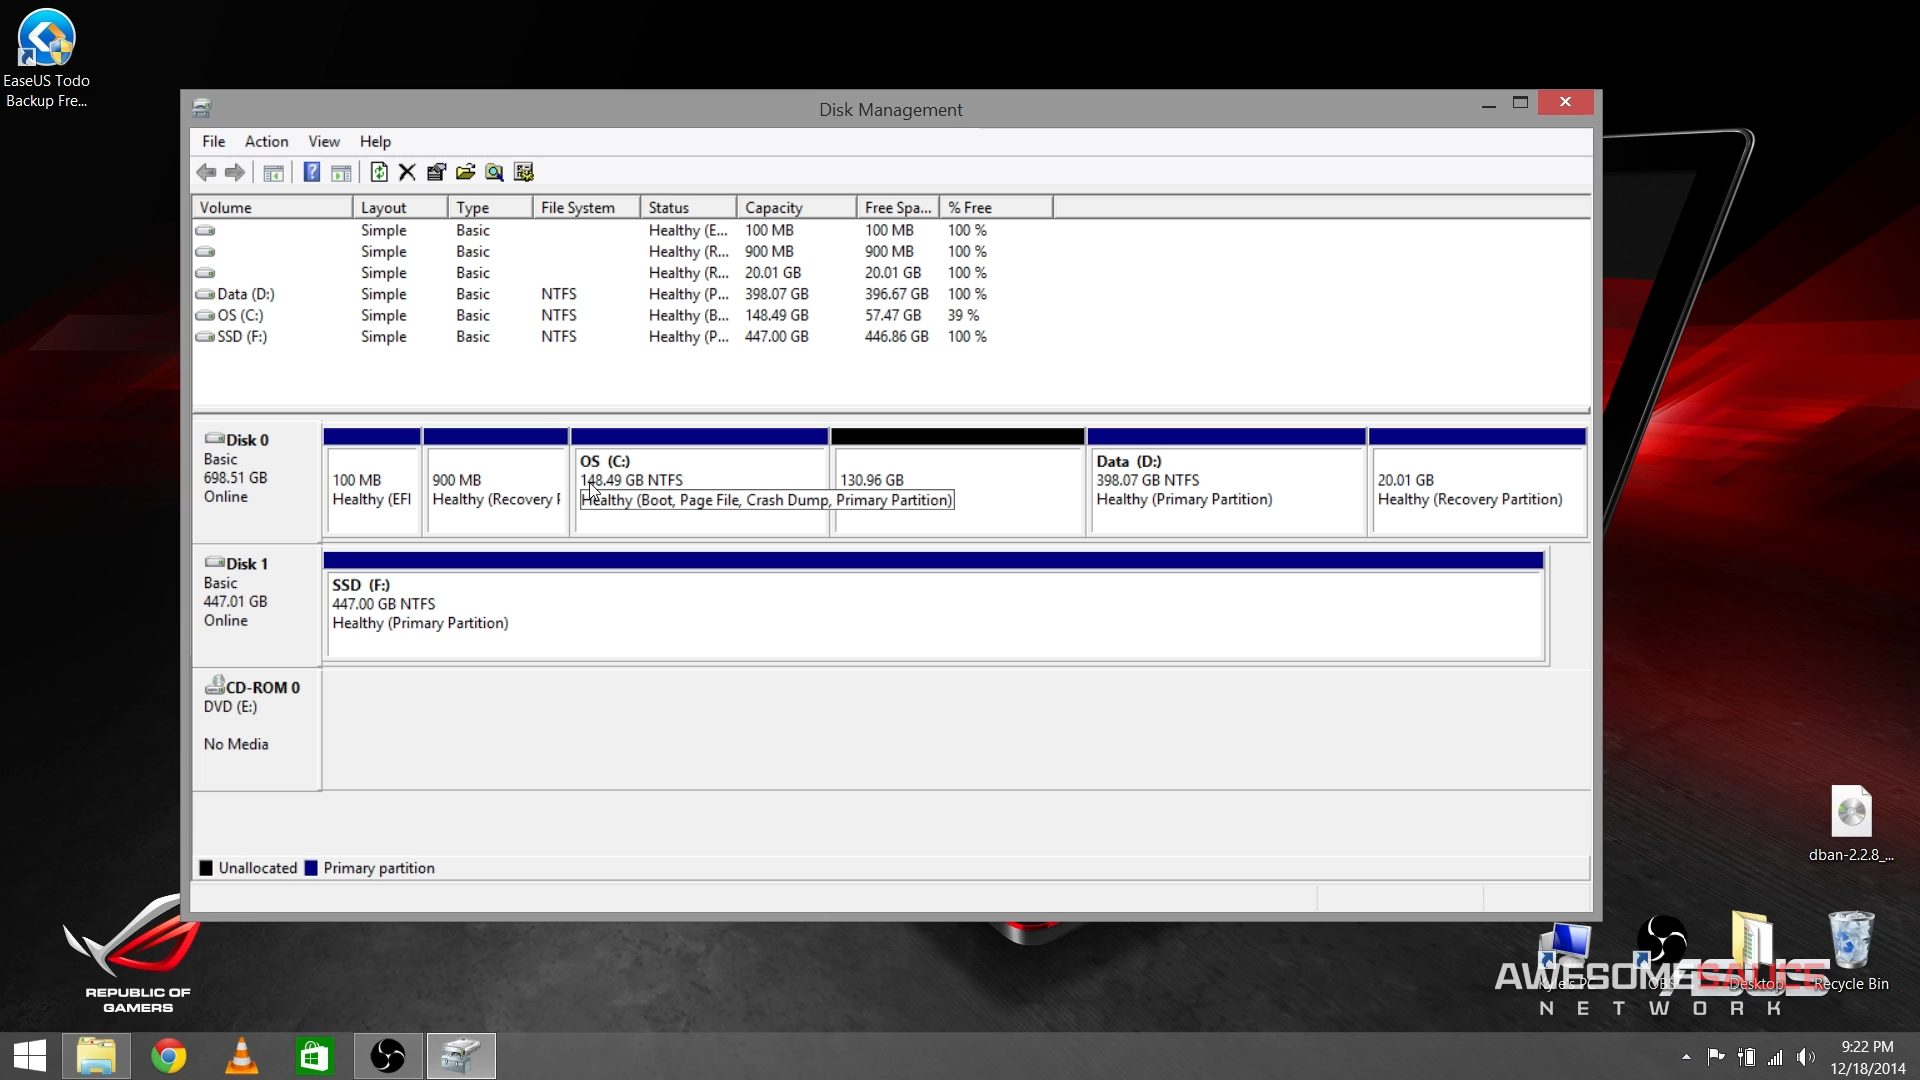 EaseUS Todo
Backup Fre...
Disk Management
File Action View Help
Volume Layout Type File System Status Capacity Free Spa... % Free
Simple Basic Healthy (E... 100 MB 100 MB 100 %
Simple Basic Healthy (R... 900 MB 900 MB 100 %
Simple Basic Healthy (R... 20.01 GB 20.01 GB 100 %
Data (D:) Simple Basic NTFS Healthy (P... 398.07 GB 396.67 GB 100 %
OS (C:) Simple Basic NTFS Healthy (B... 148.49 GB 57.47 GB 39 %
SSD (F:) Simple Basic NTFS Healthy (P... 447.00 GB 446.86 GB 100 %
Disk 0
Basic
698.51 GB
Online
100 MB
Healthy (EFI
900 MB
Healthy (Recovery P
OS (C:)
148.49 GB NTFS
Healthy (Boot, Page File, Crash Dump, Primary Partition)
130.96 GB
Data (D:)
398.07 GB NTFS
Healthy (Primary Partition)
20.01 GB
Healthy (Recovery Partition)
Disk 1
Basic
447.01 GB
Online
SSD (F:)
447.00 GB NTFS
Healthy (Primary Partition)
CD-ROM 0
DVD (E:)
No Media
Unallocated Primary partition
dban-2.2.8_...
REPUBLIC OF
GAMERS
Desktop Recycle Bin
AWESOMESAUCE
NETWORK
9:22 PM
12/18/2014